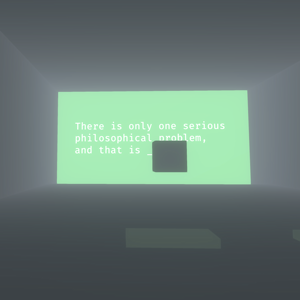 There is only one serious
philosophical problem,
and that is _